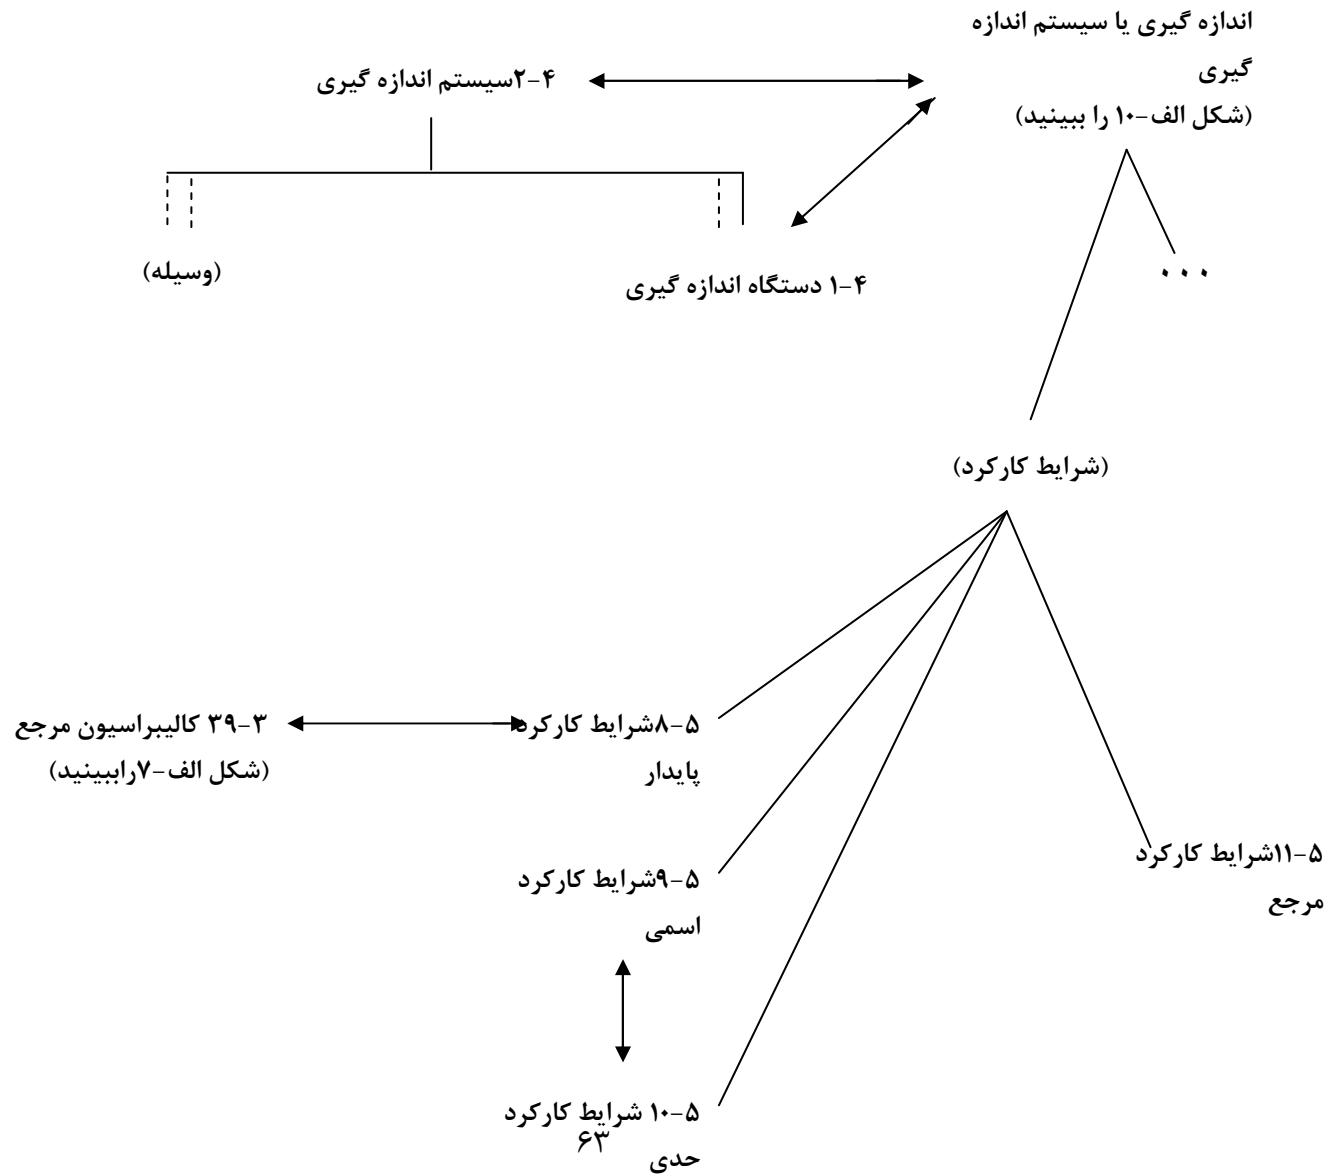 اندازه گیری یا سیستم اندازه
گیری
(شکل الف-۱۰ را ببینید)
۴-۲سیستم اندازه گیری
(وسیله)
۴-۱ دستگاه اندازه گیری
...
(شرایط کارکرد)
۵-۸شرایط کارکرد
پایدار
۳-۳۹ کالیبراسیون مرجع
(شکل الف-۷راببینید)
۵-۱۱شرایط کارکرد
مرجع
۵-۹شرایط کارکرد
اسمی
۵-۱۰ شرایط کارکرد
حدی
۶۳